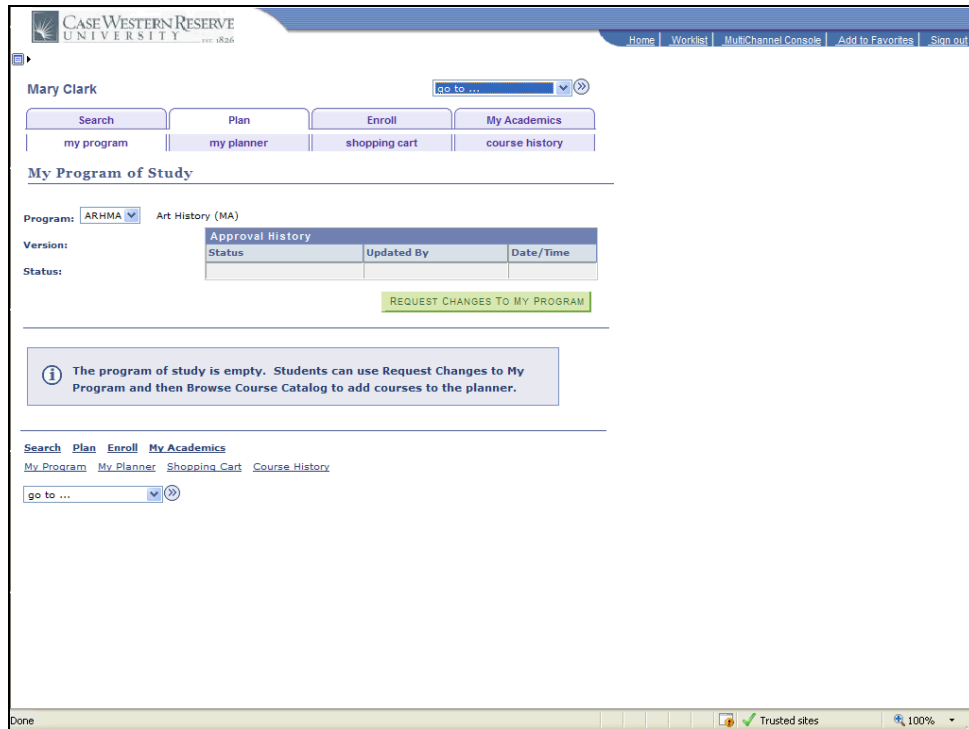 CASE WESTERN RESERVE
UNIVERSITY EST. 1826
Home Worklist MultiChannel Console Add to Favorites Sign out
Mary Clark
go to ...
Search Plan Enroll My Academics
my program my planner shopping cart course history
My Program of Study
Program: ARHMA Art History (MA)
Approval History
Version:
Status Updated By Date/Time
Status:
REQUEST CHANGES TO MY PROGRAM
The program of study is empty. Students can use Request Changes to My
Program and then Browse Course Catalog to add courses to the planner.
Search Plan Enroll My Academics
My Program My Planner Shopping Cart Course History
go to ...
Done Trusted sites 100%